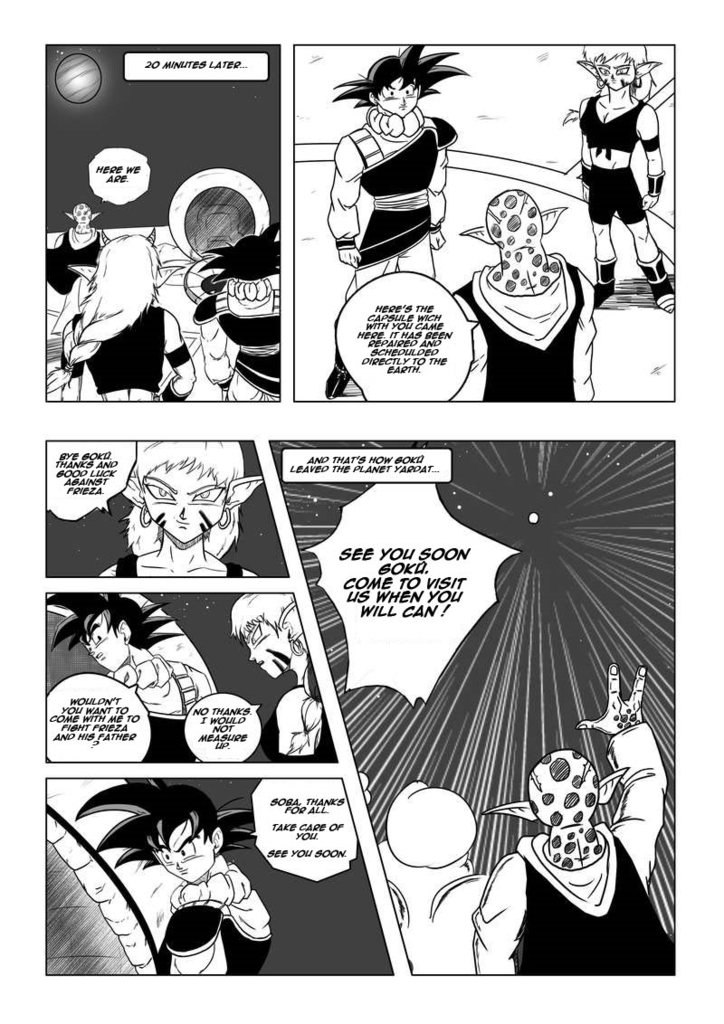 20 MINUTES LATER...
HERE WE
ARE.
HERE'S THE
CAPSULE WICH
WITH YOU CAME
HERE. IT HAS BEEN
REPAIRED AND
SCHEDULDED
DIRECTLY TO THE
EARTH.
BYE GOKÛ.
THANKS AND
GOOD LUCK
AGAINST
FRIEZA.
WOULDN'T
YOU WANT TO
COME WITH ME TO
FIGHT FRIEZA
AND HIS FATHER
?
NO THANKS.
I WOULD
NOT
MEASURE
UP.
SOBA, THANKS
FOR ALL.
TAKE CARE OF
YOU.
SEE YOU SOON.
AND THAT'S HOW GOKÛ
LEAVED THE PLANET YARDAT...
SEE YOU SOON
GOKÛ.
COME TO VISIT
US WHEN YOU
WILL CAN !